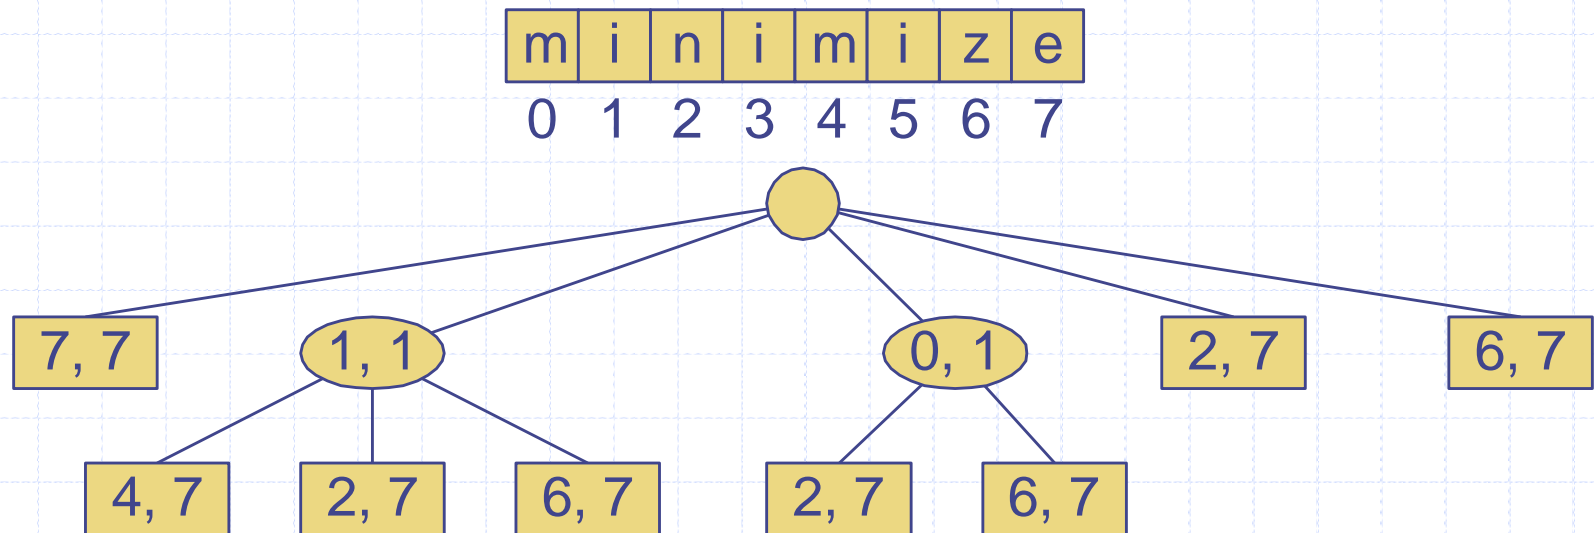 m i n i m i z e
0 1 2 3 4 5 6 7
7, 7 1, 1 0, 1 2, 7 6, 7
4, 7 2, 7 6, 7 2, 7 6, 7